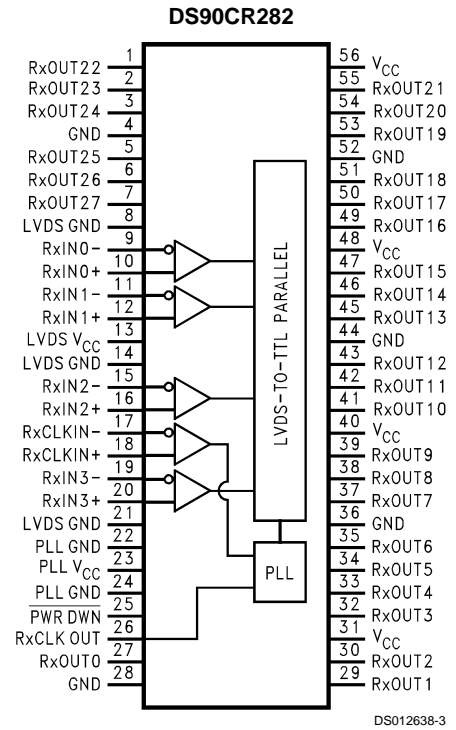 DS90CR282
RxOUT22 1
RxOUT23 2
RxOUT24 3
GND 4
RxOUT25 5
RxOUT26 6
RxOUT27 7
LVDS GND 8
RxIN0- 9
RxIN0+ 10
RxIN1- 11
RxIN1+ 12
LVDS VCC 13
LVDS GND 14
RxIN2- 15
RxIN2+ 16
RxCLKIN- 17
RxCLKIN+ 18
RxIN3- 19
RxIN3+ 20
LVDS GND 21
PLL GND 22
PLL VCC 23
PLL GND 24
PWR DWN 25
RxCLK OUT 26
RxOUT0 27
GND 28
LVDS-TO-TTL PARALLEL
PLL
56 VCC
55 RxOUT21
54 RxOUT20
53 RxOUT19
52 GND
51 RxOUT18
50 RxOUT17
49 RxOUT16
48 VCC
47 RxOUT15
46 RxOUT14
45 RxOUT13
44 GND
43 RxOUT12
42 RxOUT11
41 RxOUT10
40 VCC
39 RxOUT9
38 RxOUT8
37 RxOUT7
36 GND
35 RxOUT6
34 RxOUT5
33 RxOUT4
32 RxOUT3
31 VCC
30 RxOUT2
29 RxOUT1
DS012638-3